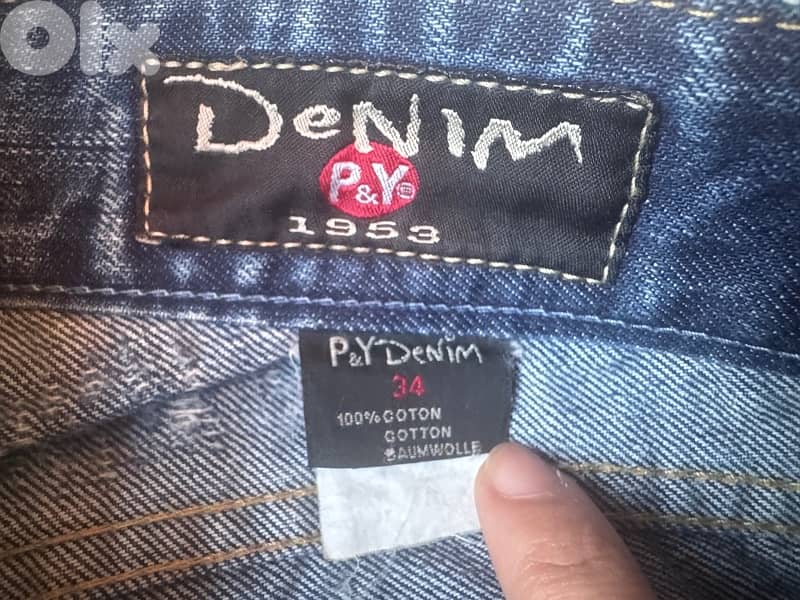 Olx.
DeNiM
P&Y®
1953
P&Y DeNiM
34
100% COTON
COTTON
BAUMWOLLE